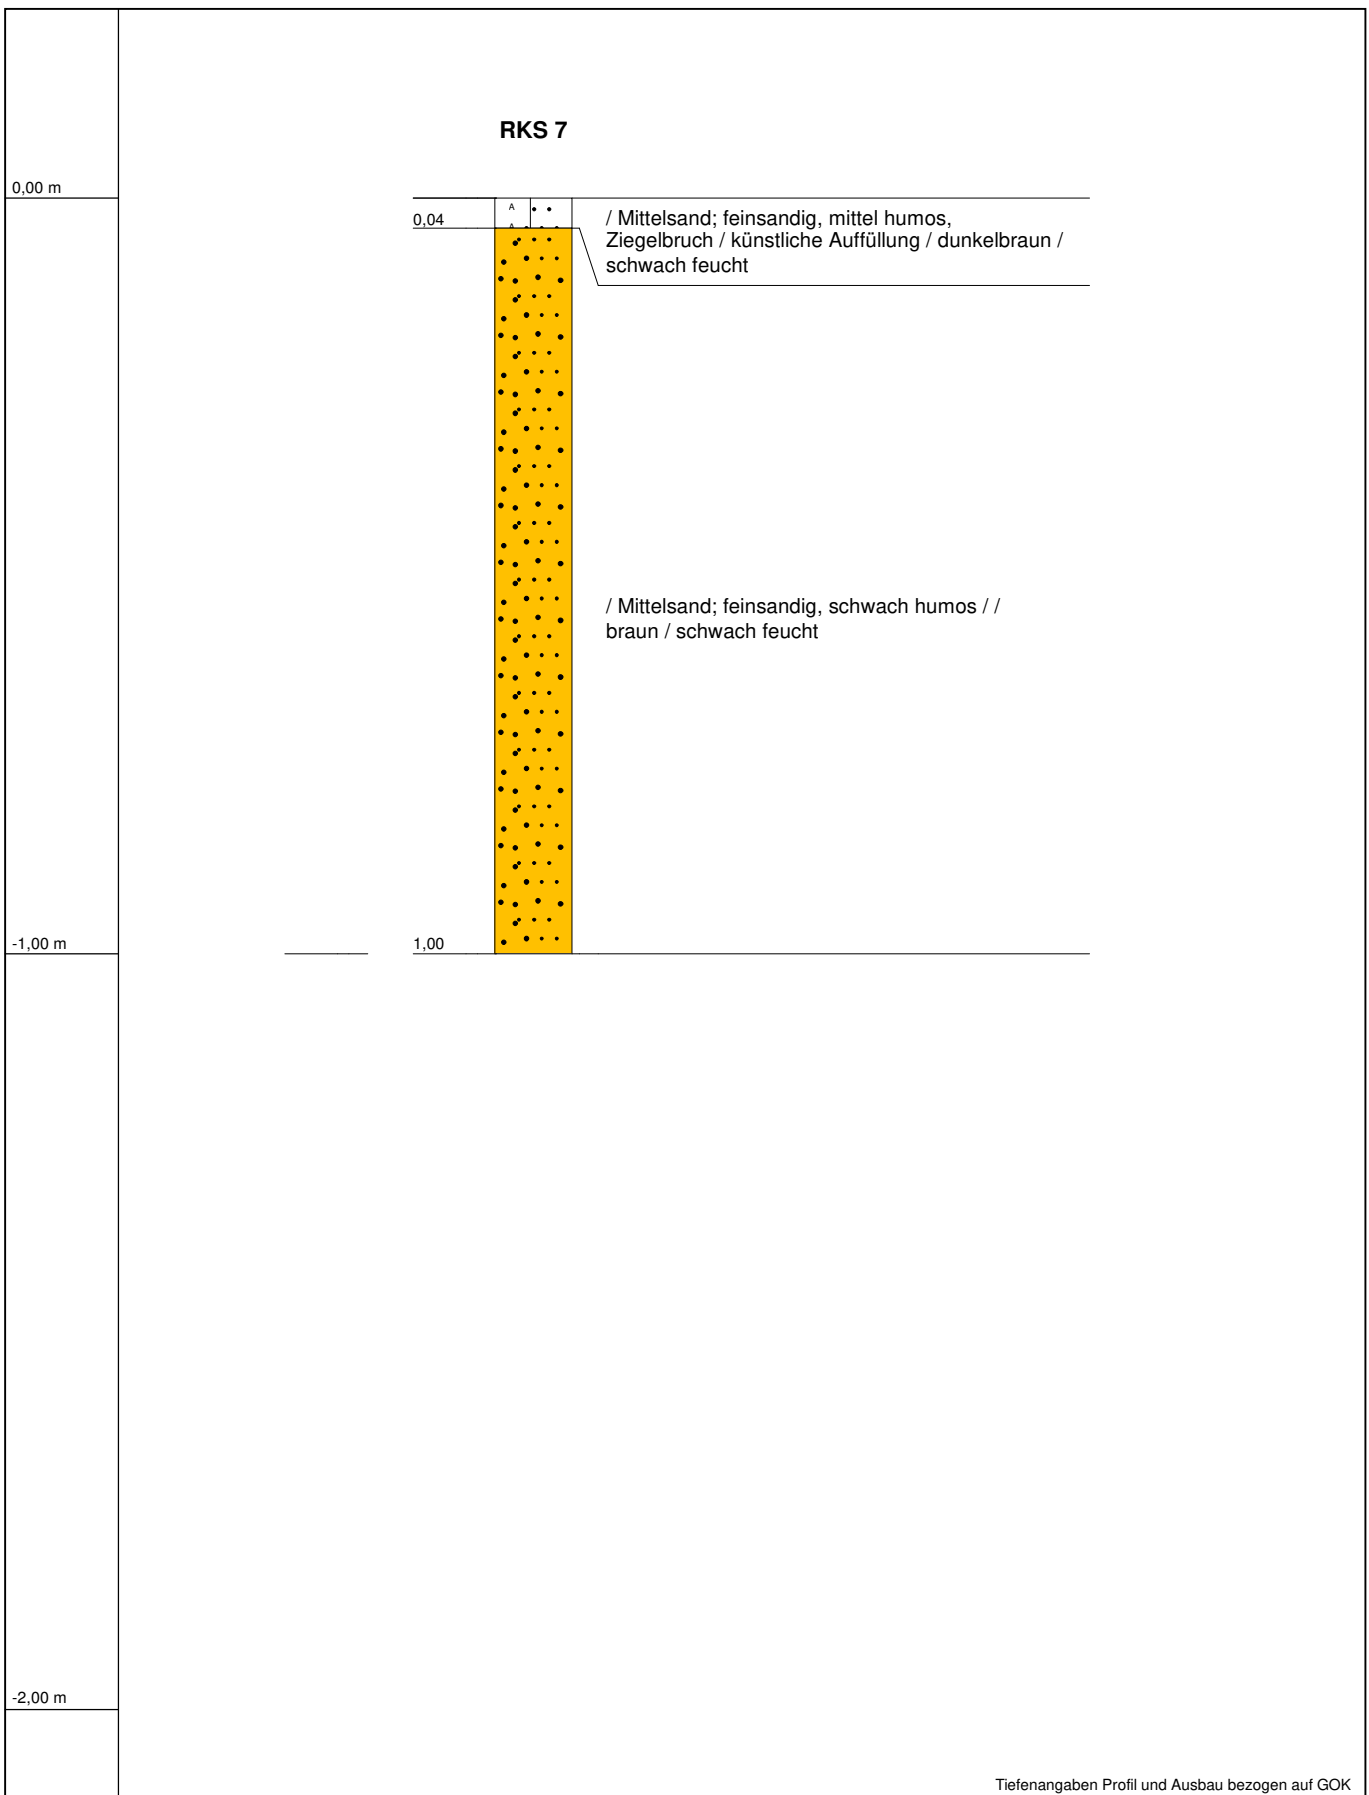 RKS 7
0,00 m
A
0,04
A
/ Mittelsand; feinsandig, mittel humos,
Ziegelbruch / künstliche Auffüllung / dunkelbraun /
schwach feucht
/ Mittelsand; feinsandig, schwach humos / /
braun / schwach feucht
-1,00 m
1,00
-2,00 m
Tiefenangaben Profil und Ausbau bezogen auf GOK